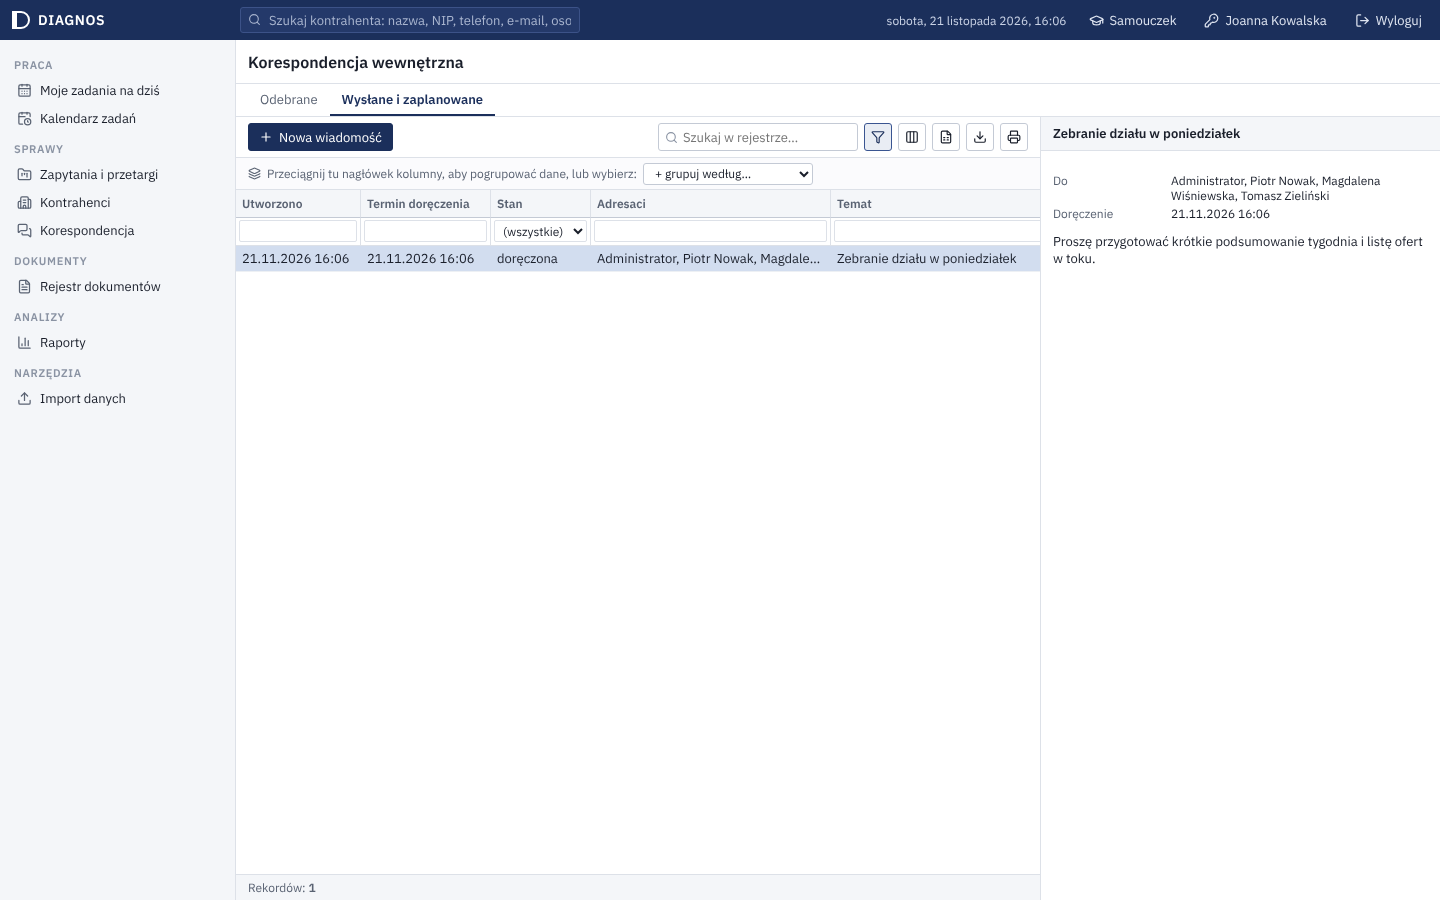 DIAGNOS
Szukaj kontrahenta: nazwa, NIP, telefon, e-mail, oso
sobota, 21 listopada 2026, 16:06
Samouczek
Joanna Kowalska
Wyloguj
PRACA
Moje zadania na dziś
Kalendarz zadań
SPRAWY
Zapytania i przetargi
Kontrahenci
Korespondencja
DOKUMENTY
Rejestr dokumentów
ANALIZY
Raporty
NARZĘDZIA
Import danych
Korespondencja wewnętrzna
Odebrane
Wysłane i zaplanowane
Nowa wiadomość
Szukaj w rejestrze...
Przeciągnij tu nagłówek kolumny, aby pogrupować dane, lub wybierz:
+ grupuj według...
Utworzono
Termin doręczenia
Stan
Adresaci
Temat
(wszystkie)
21.11.2026 16:06
21.11.2026 16:06
doręczona
Administrator, Piotr Nowak, Magdale...
Zebranie działu w poniedziałek
Rekordów: 1
Zebranie działu w poniedziałek
Do
Administrator, Piotr Nowak, Magdalena
Wiśniewska, Tomasz Zieliński
Doręczenie
21.11.2026 16:06
Proszę przygotować krótkie podsumowanie tygodnia i listę ofert
w toku.